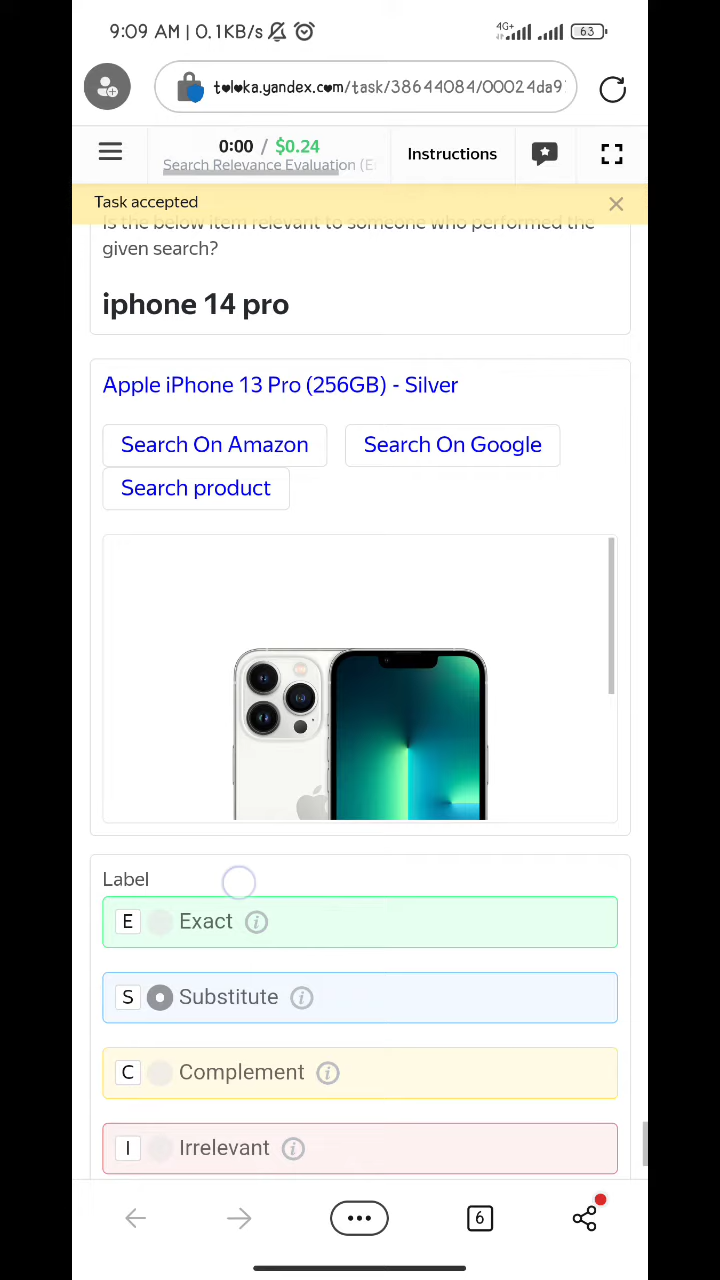 9:09 AM | 0.1KB/s
4G+ 63
toloka.yandex.com/task/38644084/00024da9
0:00 / $0.24
Search Relevance Evaluation (E
Instructions
Task accepted
Is the below item relevant to someone who performed the
given search?
iphone 14 pro
Apple iPhone 13 Pro (256GB) - Silver
Search On Amazon
Search On Google
Search product
Label
E Exact
S Substitute
C Complement
I Irrelevant
6